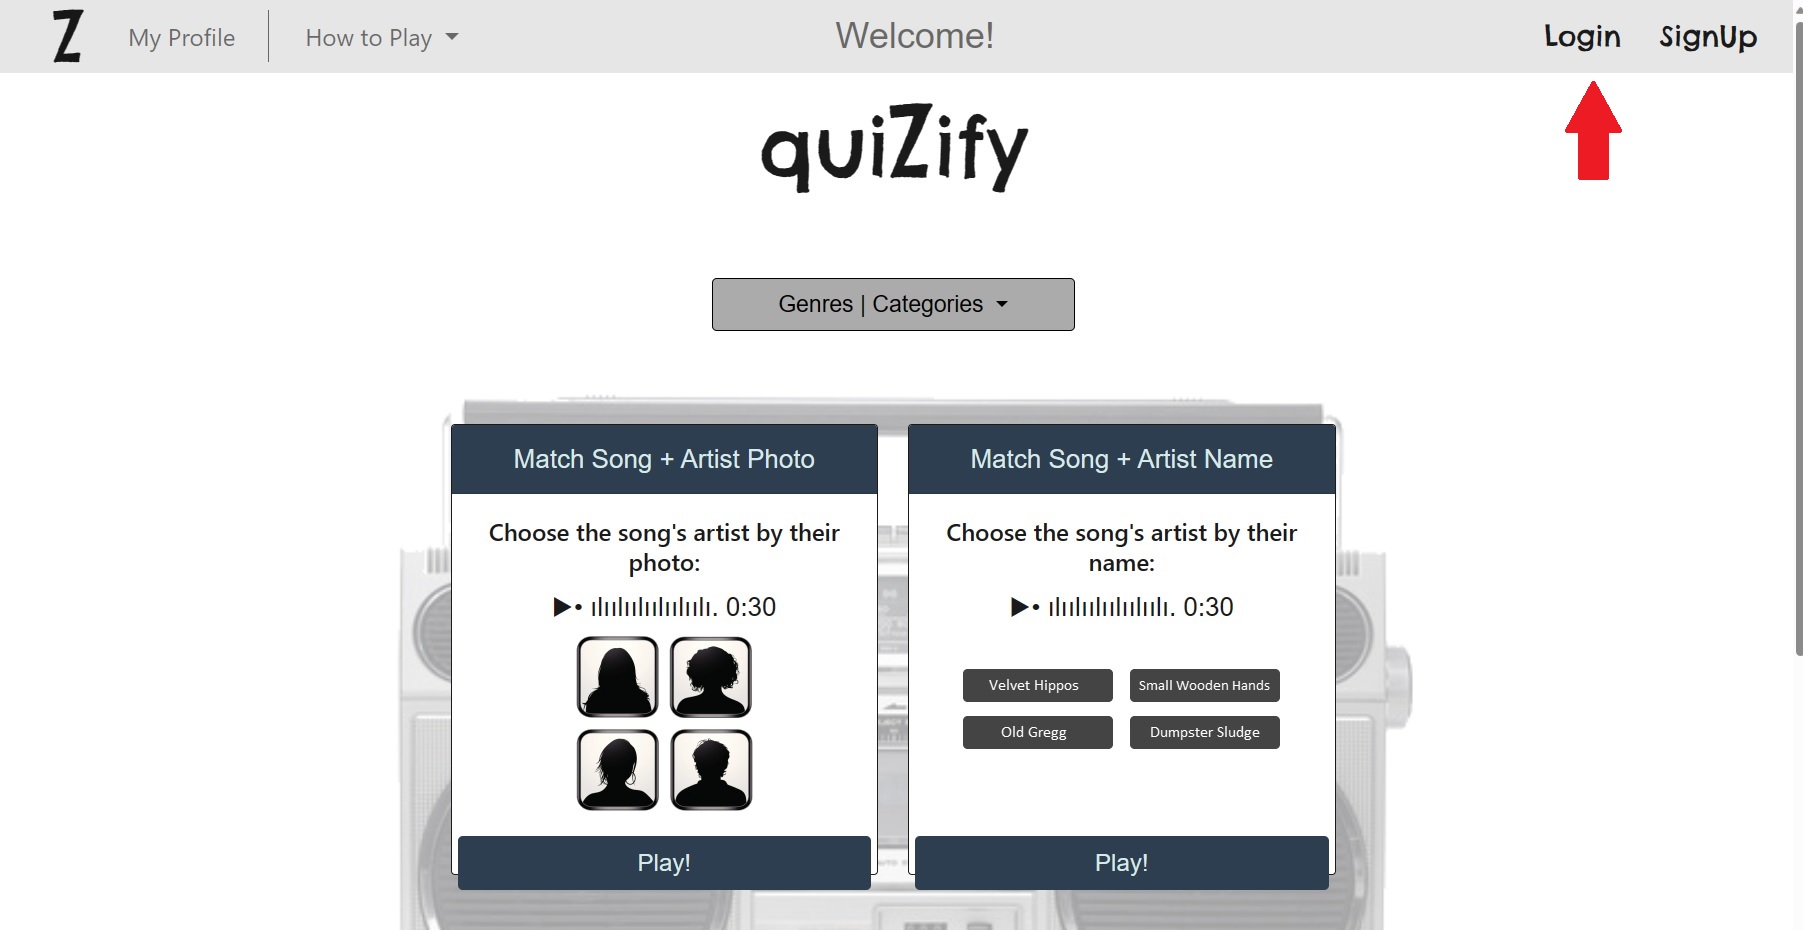 Z My Profile How to Play Welcome! Login SignUp
quiZify
Genres | Categories
Match Song + Artist Photo
Choose the song's artist by their
photo:
0:30
Play!
Match Song + Artist Name
Choose the song's artist by their
name:
0:30
Velvet Hippos Small Wooden Hands
Old Gregg Dumpster Sludge
Play!